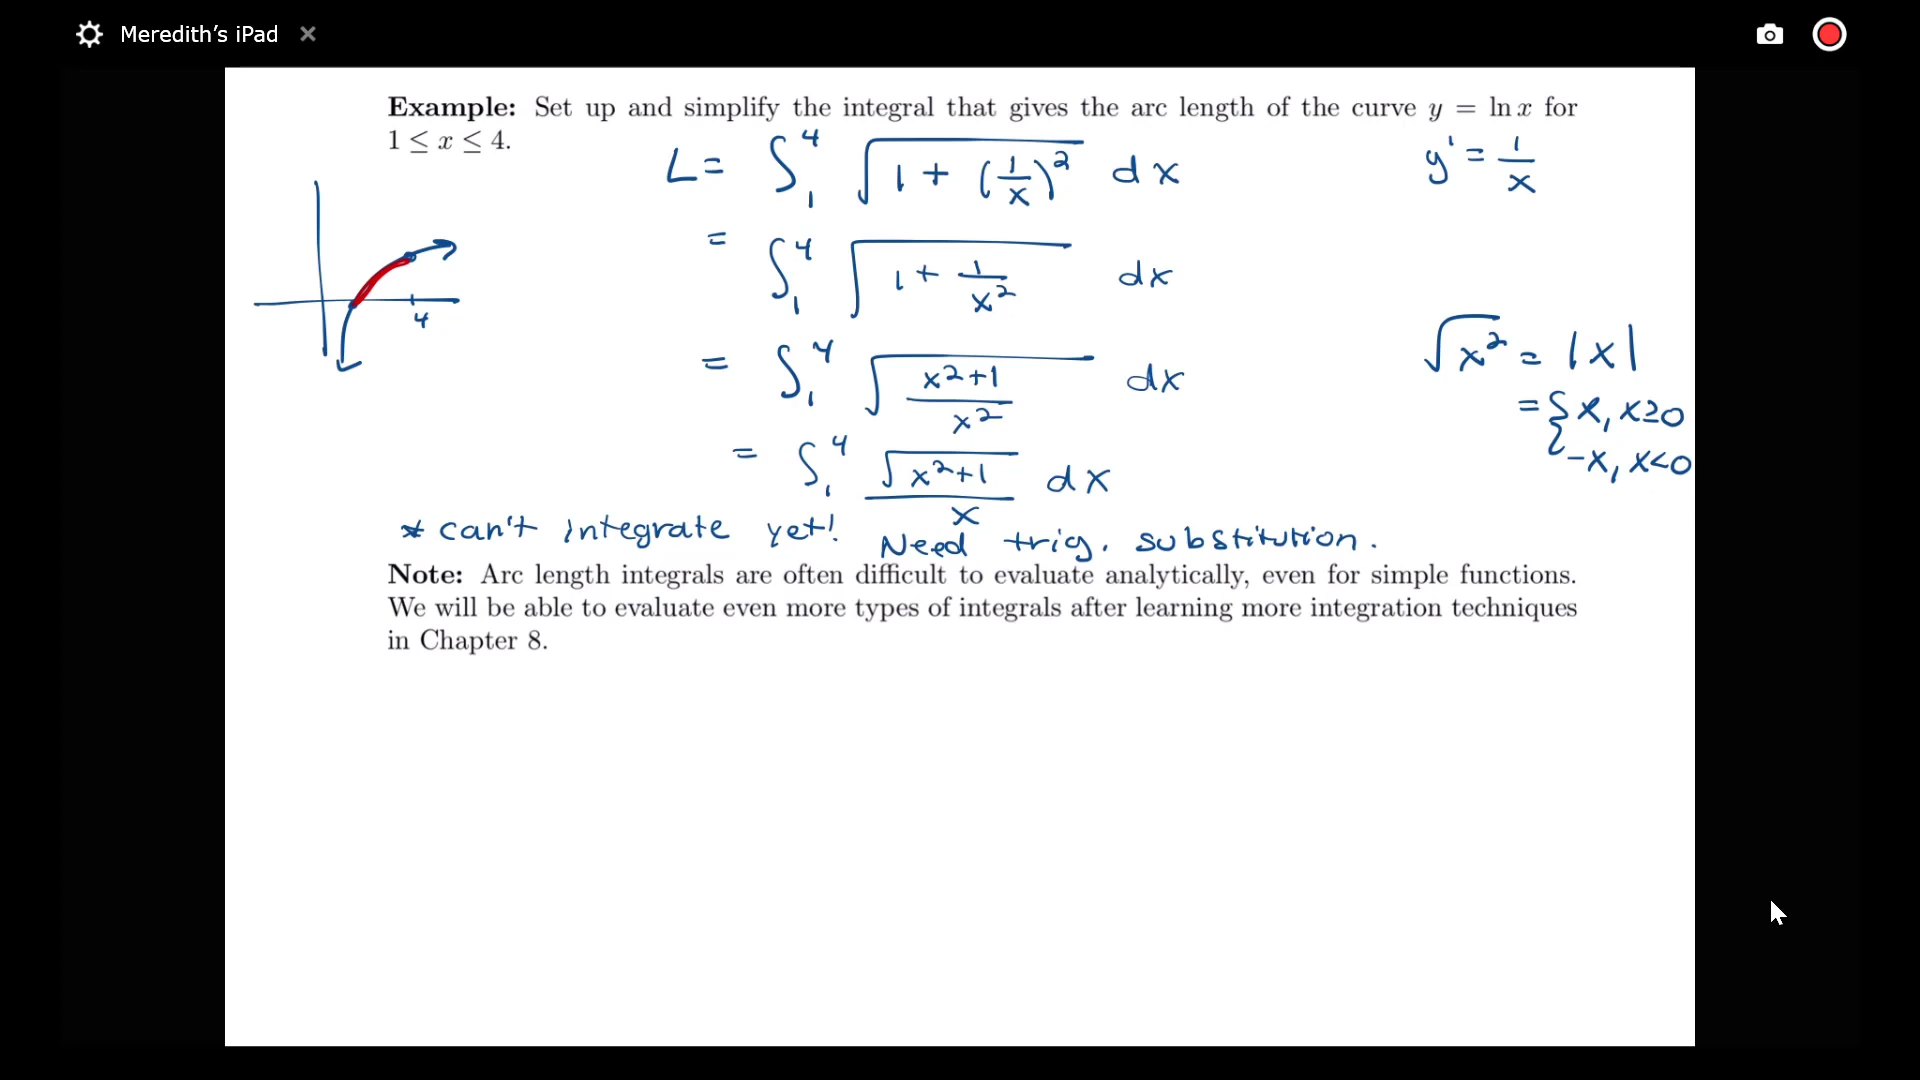 Meredith’s iPad
Example: Set up and simplify the integral that gives the arc length of the curve y = ln x for
1 ≤ x ≤ 4.
L = ∫₁⁴ √(1 + (1/x)²) dx
y' = 1/x
= ∫₁⁴ √(1 + 1/x²) dx
4
= ∫₁⁴ √((x²+1)/x²) dx
√x² = |x|
= { x, x≥0
-x, x<0
= ∫₁⁴ √(x²+1)/x dx
* can't integrate yet! Need trig. substitution.
Note: Arc length integrals are often difficult to evaluate analytically, even for simple functions.
We will be able to evaluate even more types of integrals after learning more integration techniques
in Chapter 8.